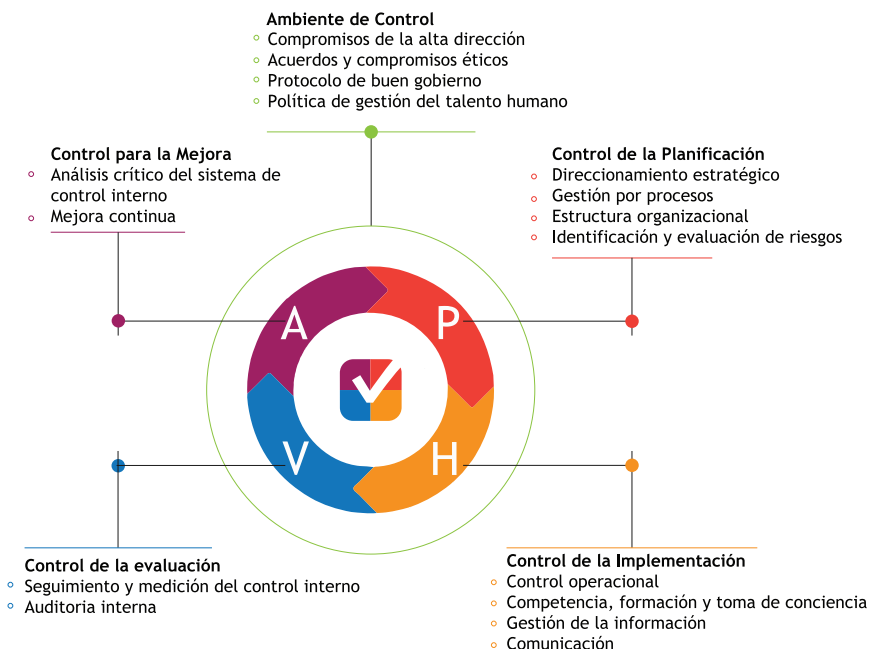 Ambiente de Control
Compromisos de la alta dirección
Acuerdos y compromisos éticos
Protocolo de buen gobierno
Política de gestión del talento humano
Control para la Mejora
Análisis crítico del sistema de
control interno
Mejora continua
Control de la Planificación
Direccionamiento estratégico
Gestión por procesos
Estructura organizacional
Identificación y evaluación de riesgos
A
P
V
H
Control de la evaluación
Seguimiento y medición del control interno
Auditoria interna
Control de la Implementación
Control operacional
Competencia, formación y toma de conciencia
Gestión de la información
Comunicación